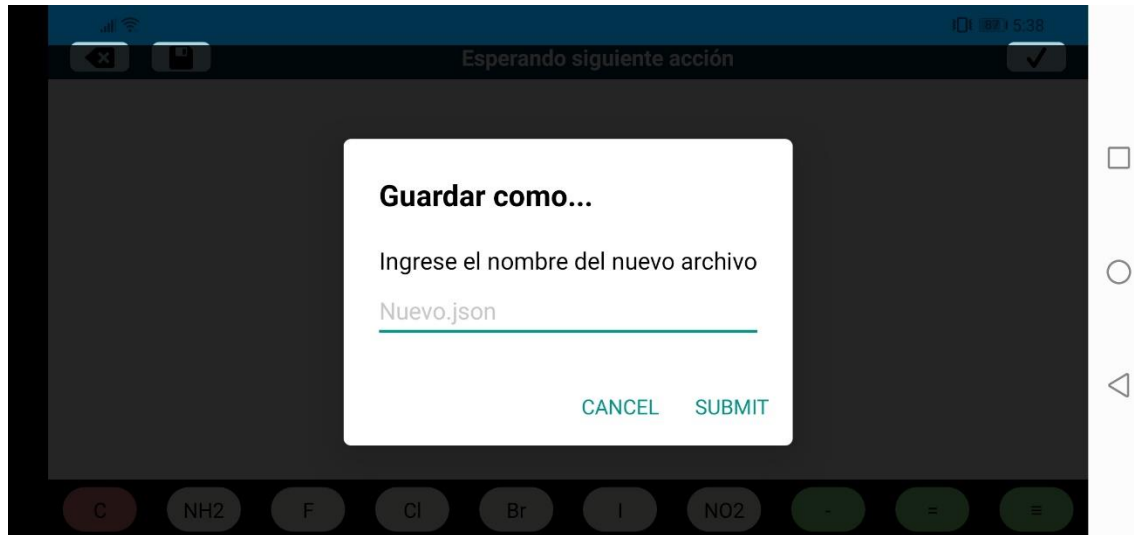 87 5:38
Esperando siguiente acción
Guardar como...
Ingrese el nombre del nuevo archivo
Nuevo.json
CANCEL SUBMIT
C NH2 F Cl Br I NO2 - = ≡